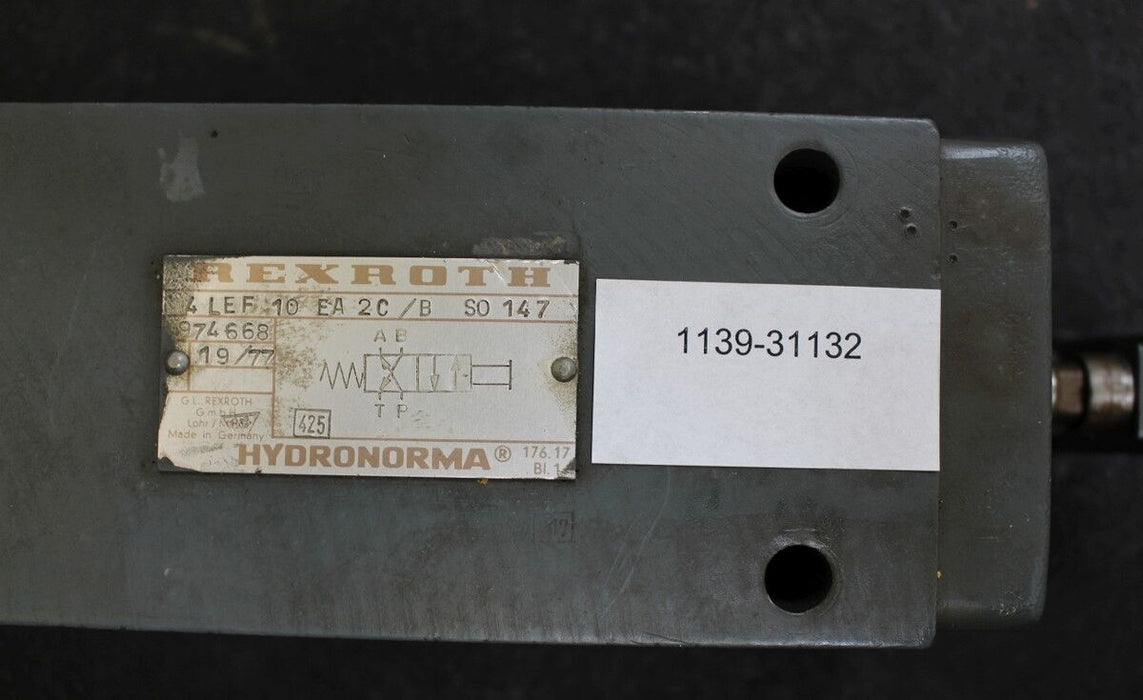 REXROTH
4 LEF 10 EA 2C /B SO 147
974668
19/77
A B
T P
G.L. REXROTH
G.m.b.H
Lohr /
Made in Germany
425
HYDRONORMA®
176.17
Bl. 1
1139-31132
12